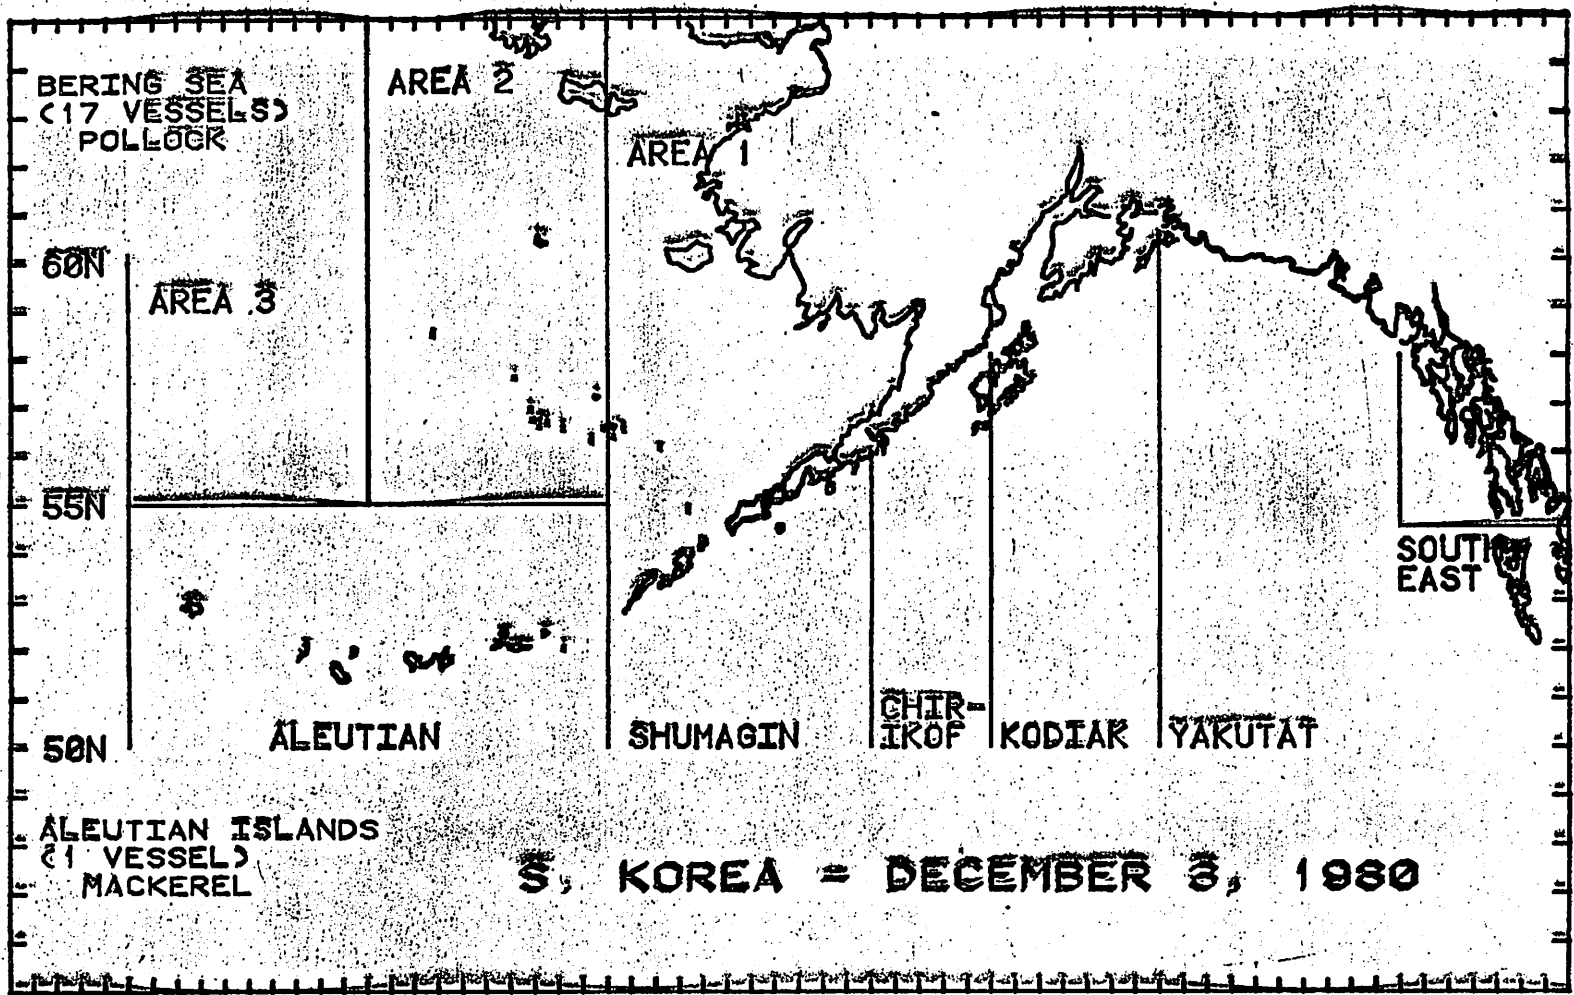 BERING SEA
(17 VESSELS)
POLLOCK
AREA 2
AREA 1
60N
AREA 3
55N
SOUTH
EAST
50N
ALEUTIAN
SHUMAGIN
CHIR-
IKOF
KODIAK
YAKUTAT
ALEUTIAN ISLANDS
(1 VESSEL)
MACKEREL
S. KOREA - DECEMBER 1980